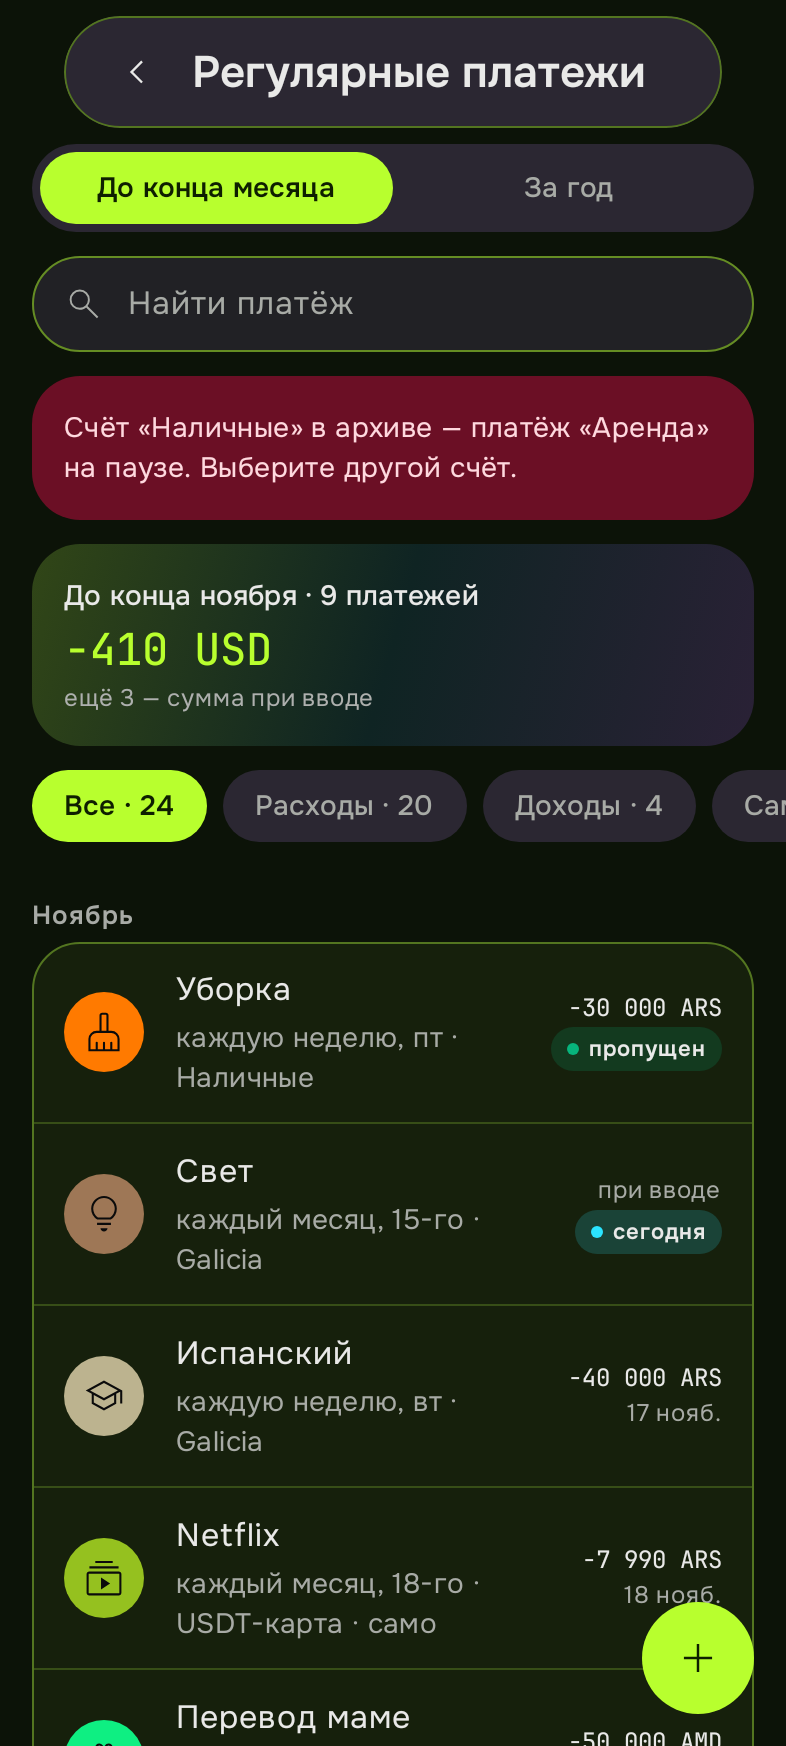 Регулярные платежи
До конца месяца
За год
Найти платёж
Счёт «Наличные» в архиве — платёж «Аренда»
на паузе. Выберите другой счёт.
До конца ноября · 9 платежей
-410 USD
ещё 3 — сумма при вводе
Все · 24
Расходы · 20
Доходы · 4
Ноябрь
Уборка
каждую неделю, пт ·
Наличные
-30 000 ARS
пропущен
Свет
каждый месяц, 15-го ·
Galicia
при вводе
сегодня
Испанский
каждую неделю, вт ·
Galicia
-40 000 ARS
17 нояб.
Netflix
каждый месяц, 18-го ·
USDT-карта · само
-7 990 ARS
18 нояб.
Перевод маме
-50 000 AMD